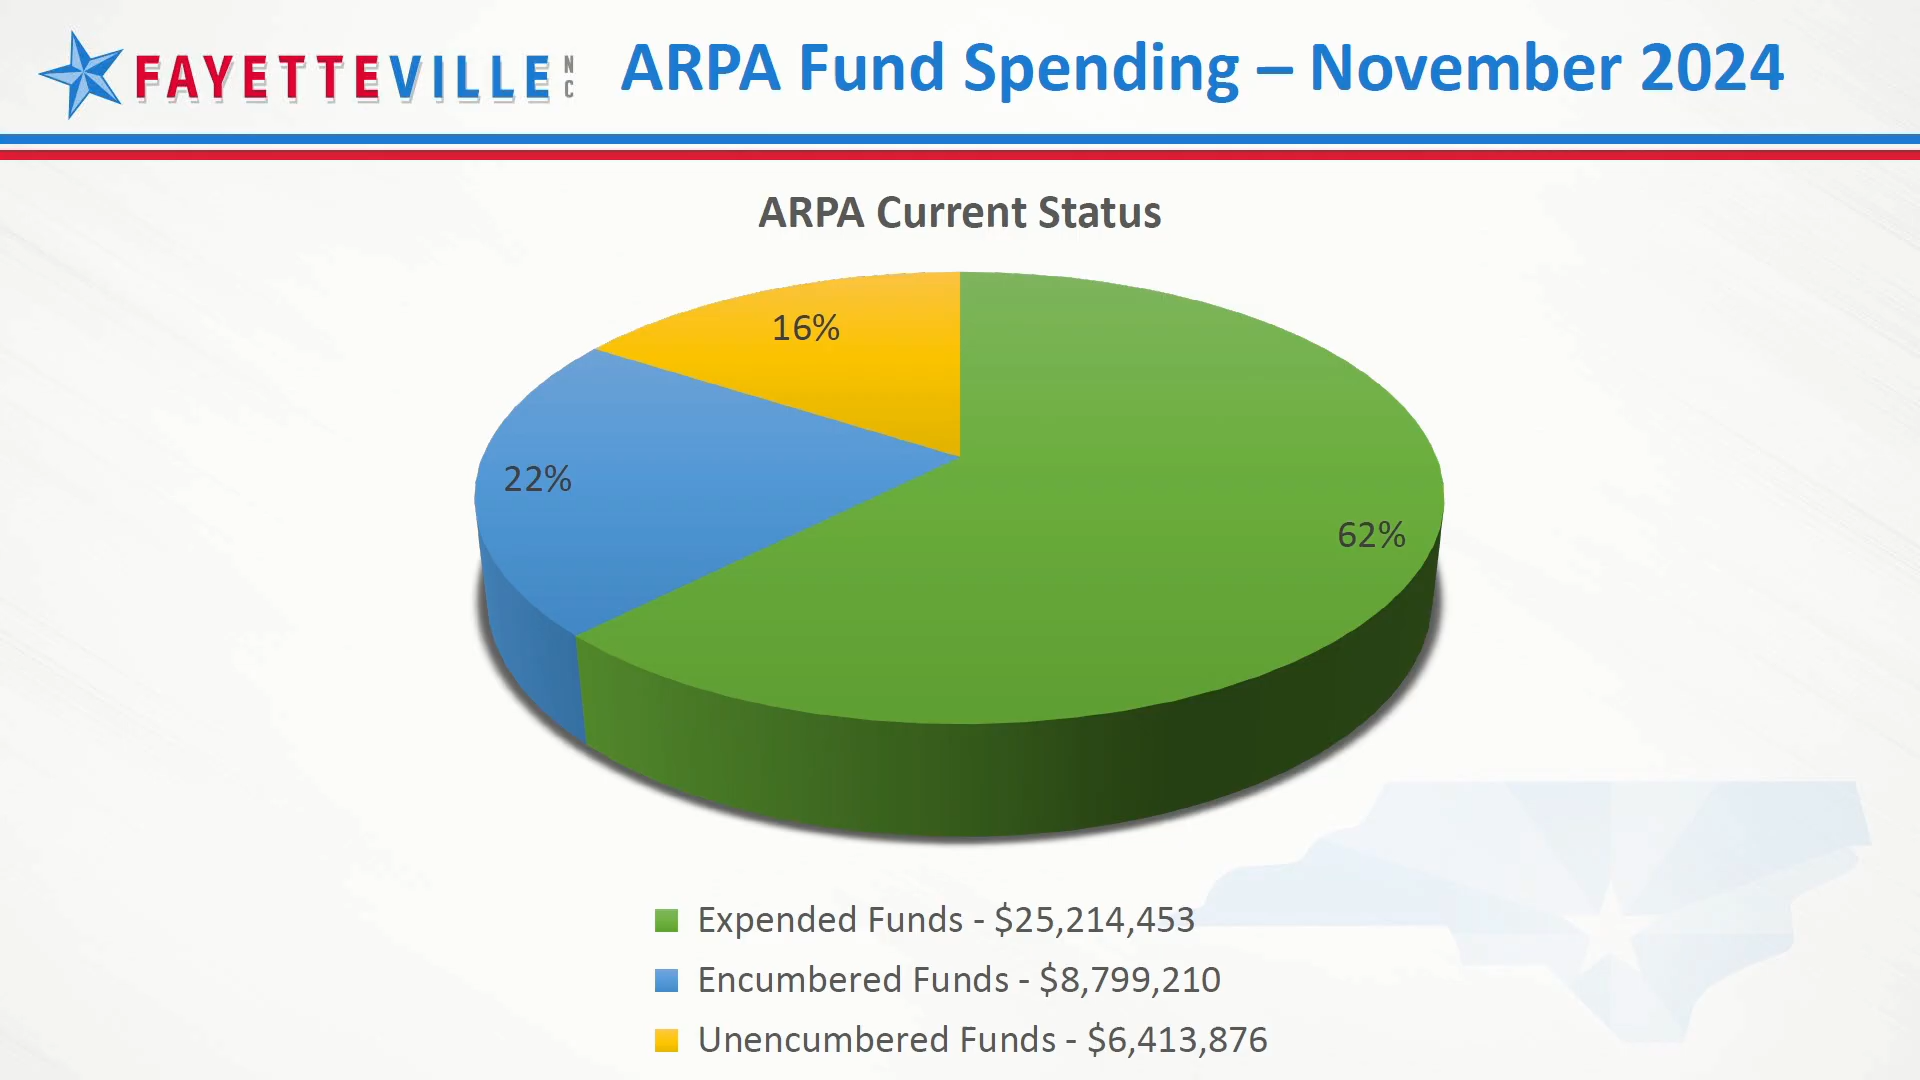 FAYETTEVILLE NC
ARPA Fund Spending – November 2024
ARPA Current Status
16%
22%
62%
Expended Funds - $25,214,453
Encumbered Funds - $8,799,210
Unencumbered Funds - $6,413,876